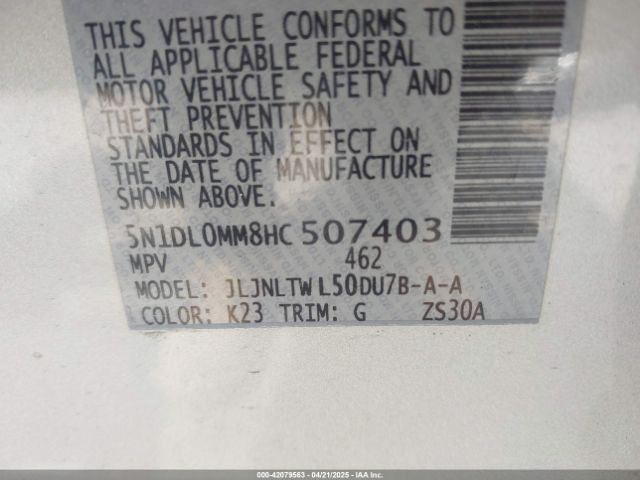 THIS VEHICLE CONFORMS TO
ALL APPLICABLE FEDERAL
MOTOR VEHICLE SAFETY AND
THEFT PREVENTION
STANDARDS IN EFFECT ON
THE DATE OF MANUFACTURE
SHOWN ABOVE.
5N1DL0MM8HC 507403
MPV 462
MODEL: JLJNLTWL50DU7B-A-A
COLOR: K23 TRIM: G ZS30A
000-42079563 - 04/21/2025 - IAA Inc.